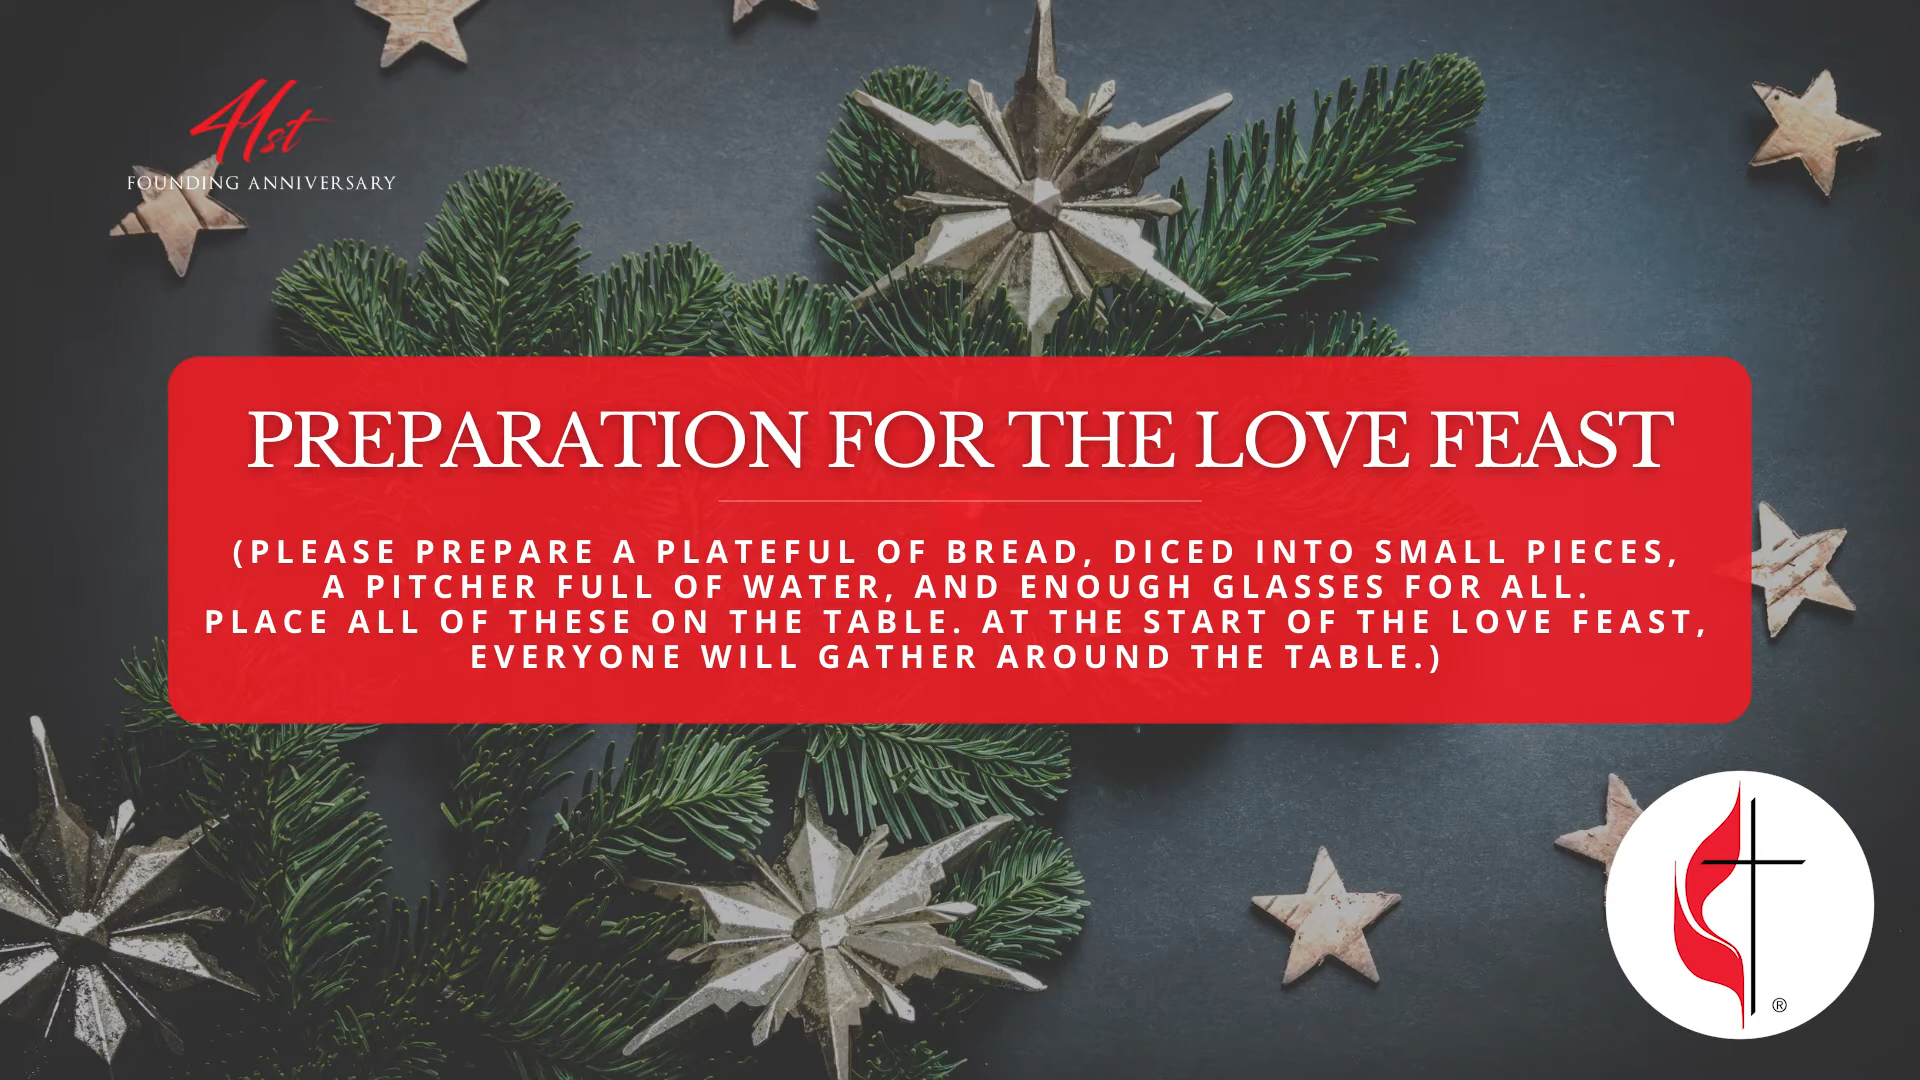 41st
FOUNDING ANNIVERSARY
PREPARATION FOR THE LOVE FEAST
(PLEASE PREPARE A PLATEFUL OF BREAD, DICED INTO SMALL PIECES,
A PITCHER FULL OF WATER, AND ENOUGH GLASSES FOR ALL.
PLACE ALL OF THESE ON THE TABLE. AT THE START OF THE LOVE FEAST,
EVERYONE WILL GATHER AROUND THE TABLE.)
®